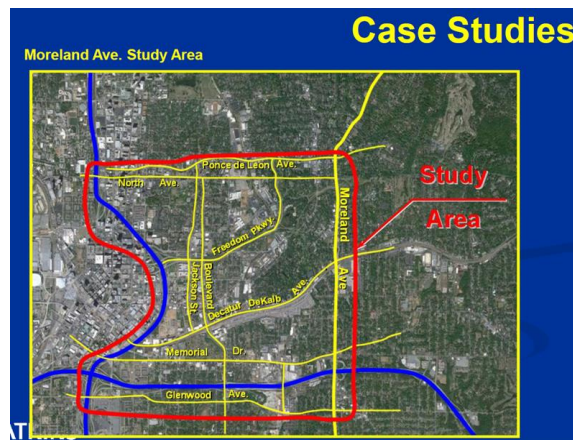 Case Studies
Moreland Ave. Study Area
Ponce de Leon Ave.
North Ave.
Study
Area
Moreland Ave.
Freedom Pkwy.
Jackson St.
Boulevard
Decatur DeKalb Ave.
Memorial Dr.
Glenwood Ave.